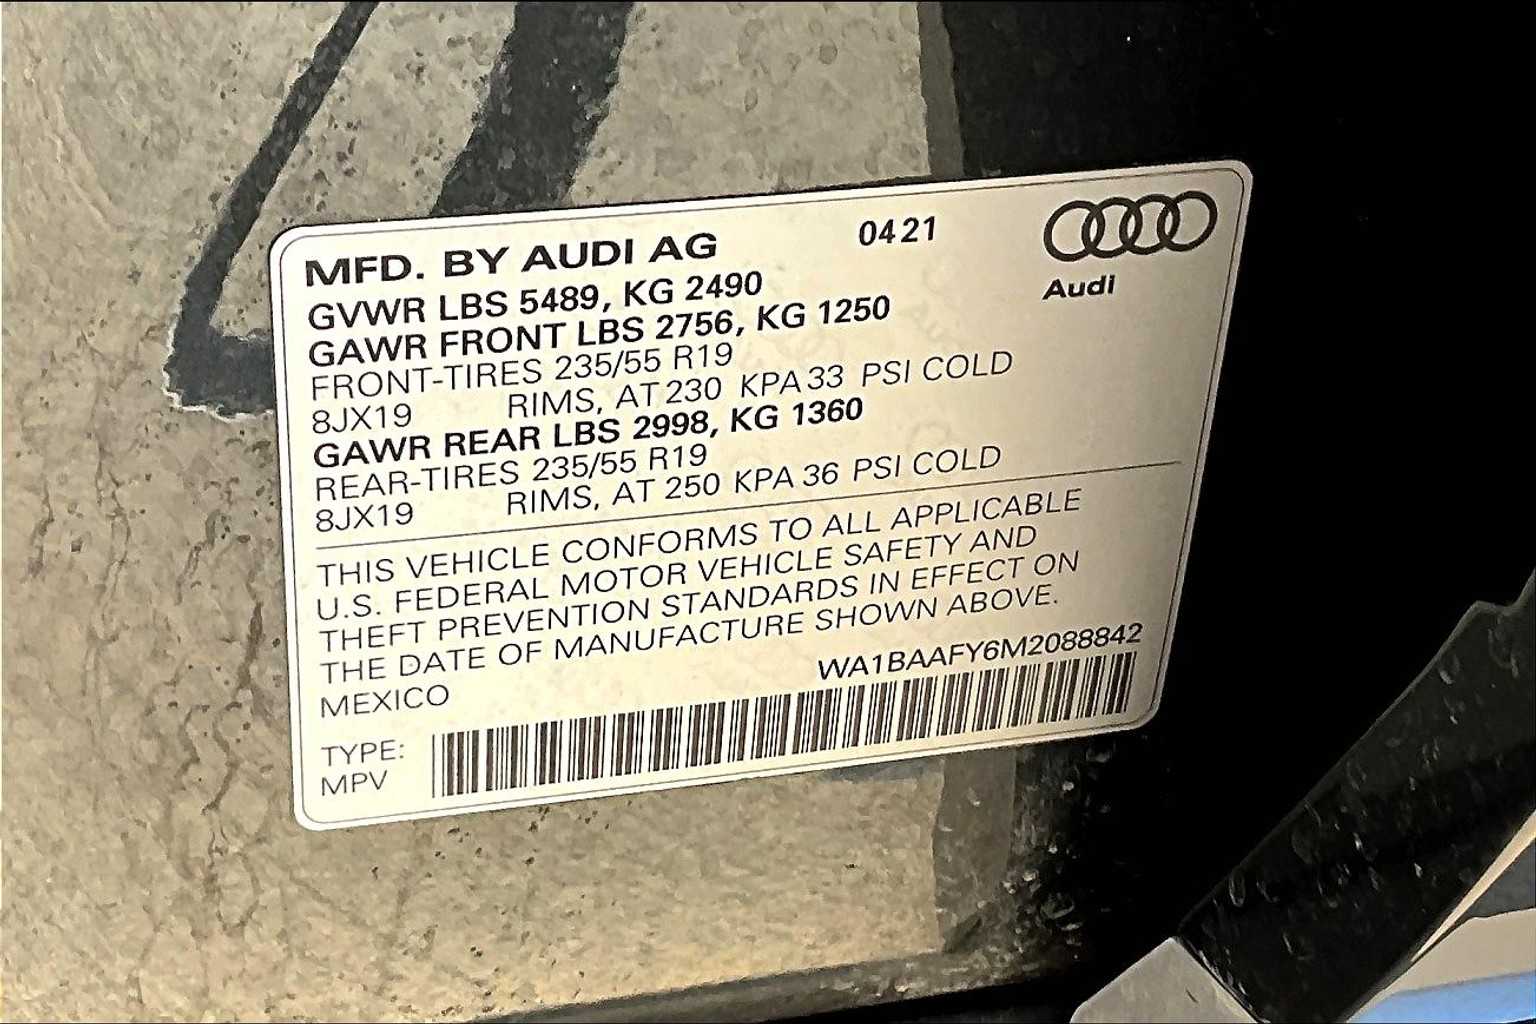 MFD. BY AUDI AG 0421
Audi
GVWR LBS 5489, KG 2490
GAWR FRONT LBS 2756, KG 1250
FRONT-TIRES 235/55 R19
8JX19 RIMS, AT 230 KPA 33 PSI COLD
GAWR REAR LBS 2998, KG 1360
REAR-TIRES 235/55 R19
8JX19 RIMS, AT 250 KPA 36 PSI COLD
THIS VEHICLE CONFORMS TO ALL APPLICABLE
U.S. FEDERAL MOTOR VEHICLE SAFETY AND
THEFT PREVENTION STANDARDS IN EFFECT ON
THE DATE OF MANUFACTURE SHOWN ABOVE.
MEXICO WA1BAAFY6M2088842
TYPE:
MPV